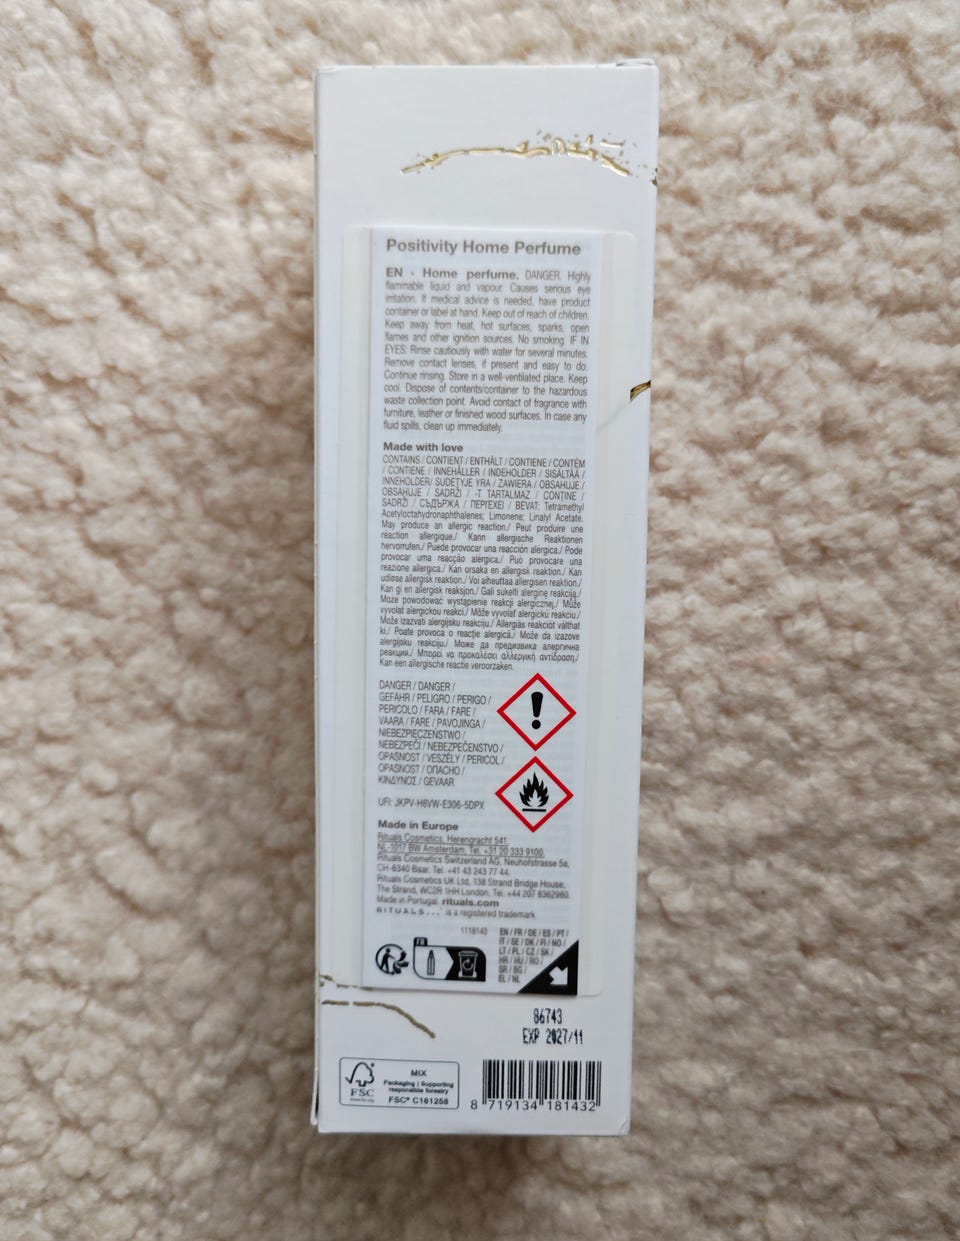 Positivity Home Perfume
EN · Home perfume. DANGER. Highly
flammable liquid and vapour. Causes serious eye
irritation. If medical advice is needed, have product
container or label at hand. Keep out of reach of children.
Keep away from heat, hot surfaces, sparks, open
flames and other ignition sources. No smoking. IF IN
EYES: Rinse cautiously with water for several minutes.
Remove contact lenses, if present and easy to do.
Continue rinsing. Store in a well-ventilated place. Keep
cool. Dispose of contents/container to the hazardous
waste collection point. Avoid contact of fragrance with
furniture, leather or finished wood surfaces. In case any
fluid spills, clean up immediately.
Made with love
CONTAINS / CONTIENT / ENTHÄLT / CONTIENE / CONTÉM
/ CONTIENE / INNEHÅLLER / INDEHOLDER / SISÄLTÄÄ /
INNEHOLDER/ SUDĖTYJE YRA / ZAWIERA / OBSAHUJE /
OBSAHUJE / SADRŽI / -T TARTALMAZ / CONȚINE /
SADRŽI / СЪДЪРЖА / ΠΕΡΙΕΧΕΙ / BEVAT: Tetramethyl
Acetyloctahydronaphthalenes; Limonene; Linalyl Acetate.
May produce an allergic reaction./ Peut produire une
réaction allergique./ Kann allergische Reaktionen
hervorrufen./ Puede provocar una reacción alérgica./ Pode
provocar uma reacção alérgica./ Può provocare una
reazione allergica./ Kan orsaka en allergisk reaktion./ Kan
udløse allergisk reaktion./ Voi aiheuttaa allergisen reaktion./
Kan gi en allergisk reaksjon./ Gali sukelti alerginę reakciją./
Może powodować wystąpienie reakcji alergicznej./ Může
vyvolat alergickou reakci./ Môže vyvolať alergickú reakciu./
Može izazvati alergijsku reakciju./ Allergiás reakciót válthat
ki./ Poate provoca o reacție alergică./ Može da izazove
alergijsku reakciju./ Може да предизвика алергична
реакция./ Μπορεί να προκαλέσει αλλεργική αντίδραση./
Kan een allergische reactie veroorzaken.
DANGER / DANGER /
GEFAHR / PELIGRO / PERIGO /
PERICOLO / FARA / FARE /
VAARA / FARE / PAVOJINGA /
NIEBEZPIECZEŃSTWO /
NEBEZPEČÍ / NEBEZPEČENSTVO /
OPASNOST / VESZÉLY / PERICOL /
OPASNOST / ОПАСНО /
ΚΙΝΔΥΝΟΣ / GEVAAR
UFI: JKPV-H6VW-E306-5DPX
Made in Europe
Rituals Cosmetics, Herengracht 541,
NL-1017 BW Amsterdam, Tel. +31 20 333 9100.
Rituals Cosmetics Switzerland AG, Neuhofstrasse 5a,
CH-6340 Baar, Tel. +41 43 243 77 44.
Rituals Cosmetics UK Ltd, 138 Strand Bridge House,
The Strand, WC2R 1HH London, Tel. +44 207 8362980.
Made in Portugal. rituals.com
RITUALS... is a registered trademark
1118143
FR
EN / FR / DE / ES / PT /
IT / SE / DK / FI / NO /
LT / PL / CZ / SK /
HR / HU / RO /
SR / BG /
EL / NL
86743
EXP 2027/11
FSC
www.fsc.org
MIX
Packaging | Supporting
responsible forestry
FSC® C161258
8 719134 181432